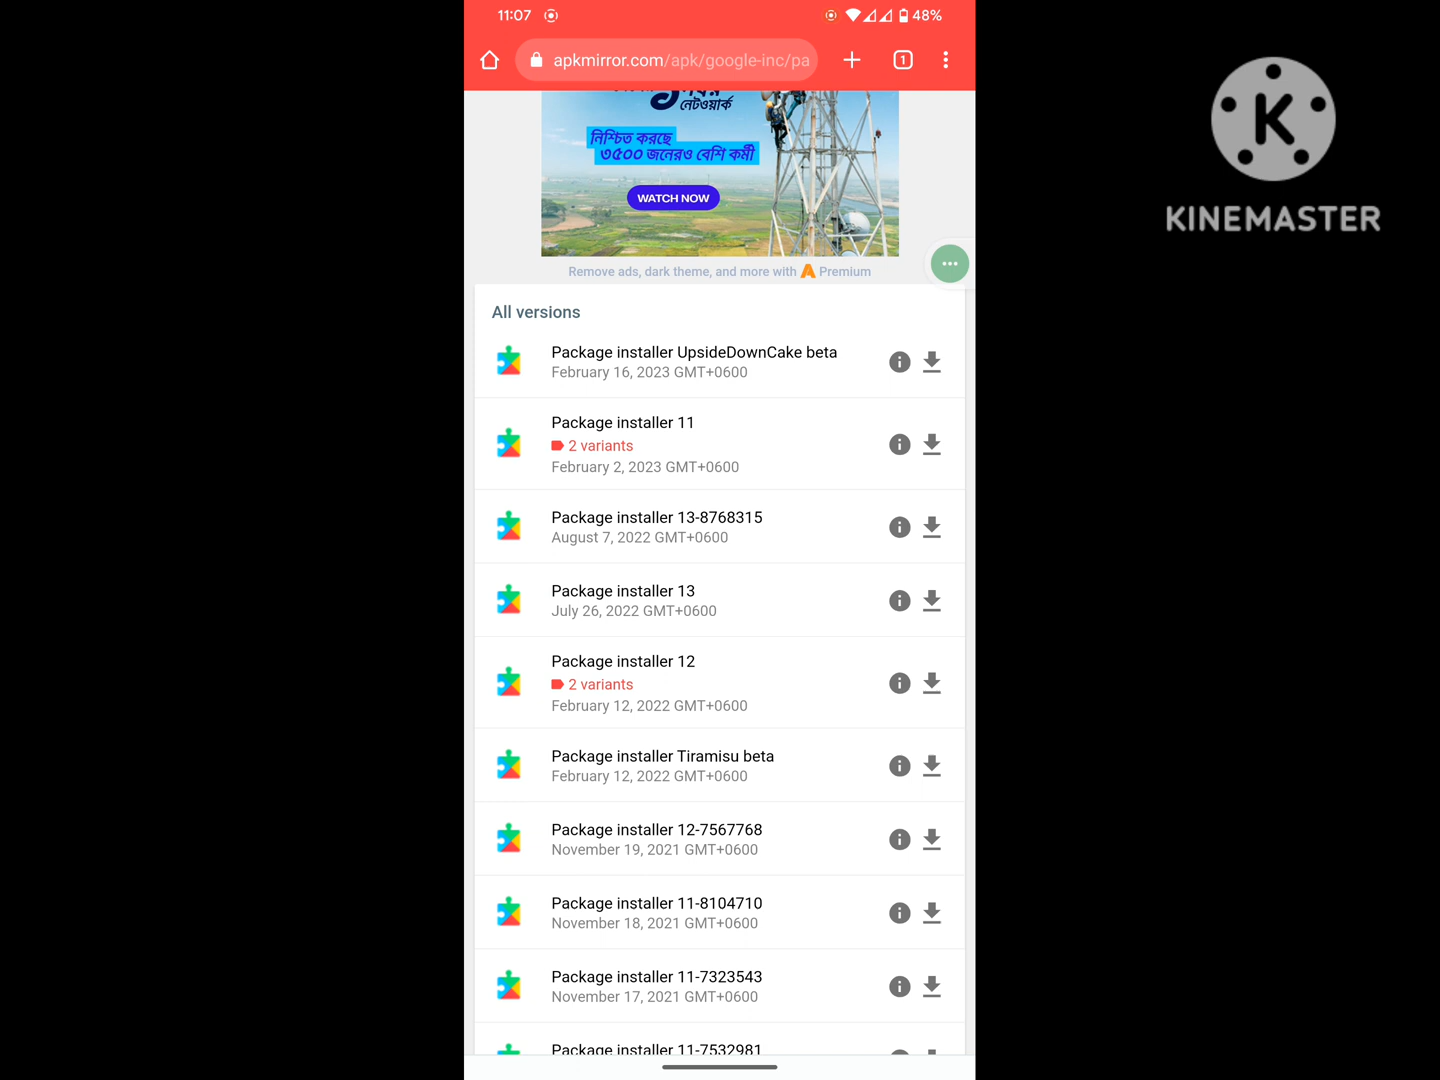 11:07
48%
apkmirror.com/apk/google-inc/pa
1
নেটওয়ার্ক
নিশ্চিত করছে
৩৫০০ জনেরও বেশি কর্মী
WATCH NOW
Remove ads, dark theme, and more with Premium
All versions
Package installer UpsideDownCake beta
February 16, 2023 GMT+0600
Package installer 11
2 variants
February 2, 2023 GMT+0600
Package installer 13-8768315
August 7, 2022 GMT+0600
Package installer 13
July 26, 2022 GMT+0600
Package installer 12
2 variants
February 12, 2022 GMT+0600
Package installer Tiramisu beta
February 12, 2022 GMT+0600
Package installer 12-7567768
November 19, 2021 GMT+0600
Package installer 11-8104710
November 18, 2021 GMT+0600
Package installer 11-7323543
November 17, 2021 GMT+0600
Package installer 11-7532981
K
KINEMASTER